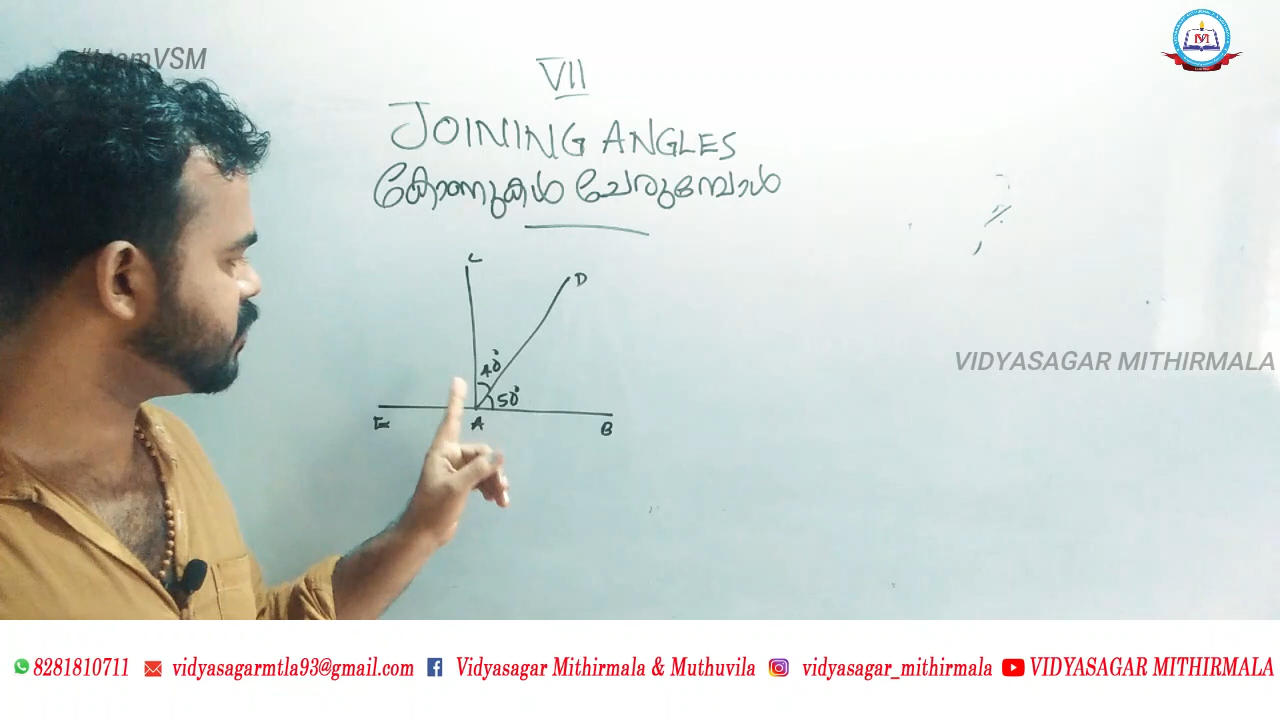 #teamVSM
VII
JOINING ANGLES
കോണുകൾ ചേരുമ്പോൾ
C
D
40°
50°
E
A
B
VIDYASAGAR MITHIRMALA
8281810711 vidyasagarmtla93@gmail.com Vidyasagar Mithirmala & Muthuvila vidyasagar_mithirmala VIDYASAGAR MITHIRMALA